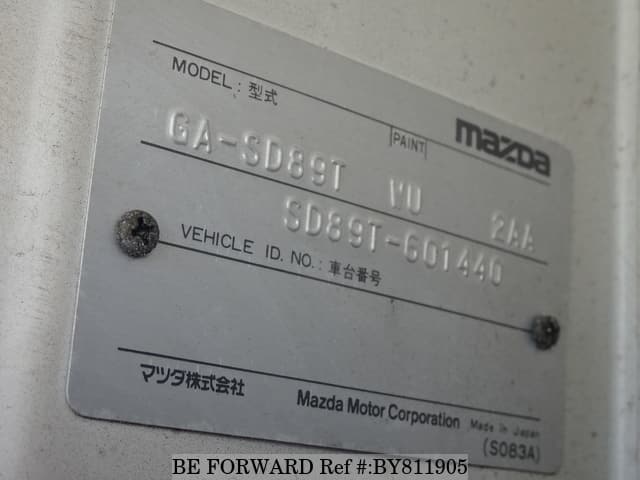 MODEL : 型式
PAINT
mazda
GA-SD89T WU 2AA
SD89T-601440
VEHICLE ID. NO. : 車台番号
マツダ株式会社
Mazda Motor Corporation Made in Japan
(S083A)
BE FORWARD Ref #:BY811905